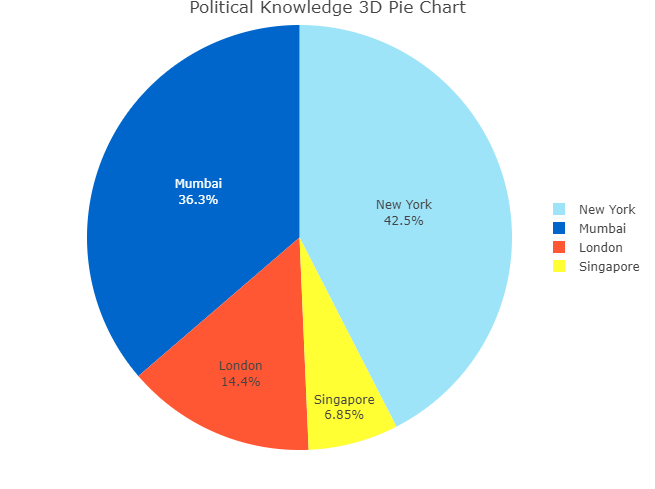 Political Knowledge 3D Pie Chart
Mumbai
36.3%
New York
42.5%
London
14.4%
Singapore
6.85%
New York
Mumbai
London
Singapore